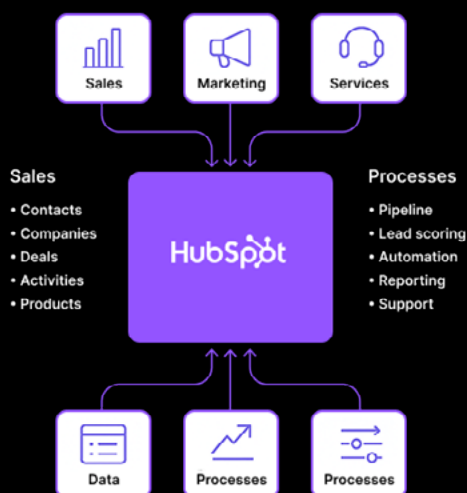 Sales
Marketing
Services
Sales
• Contacts
• Companies
• Deals
• Activities
• Products
HubSpot
Processes
• Pipeline
• Lead scoring
• Automation
• Reporting
• Support
Data
Processes
Processes